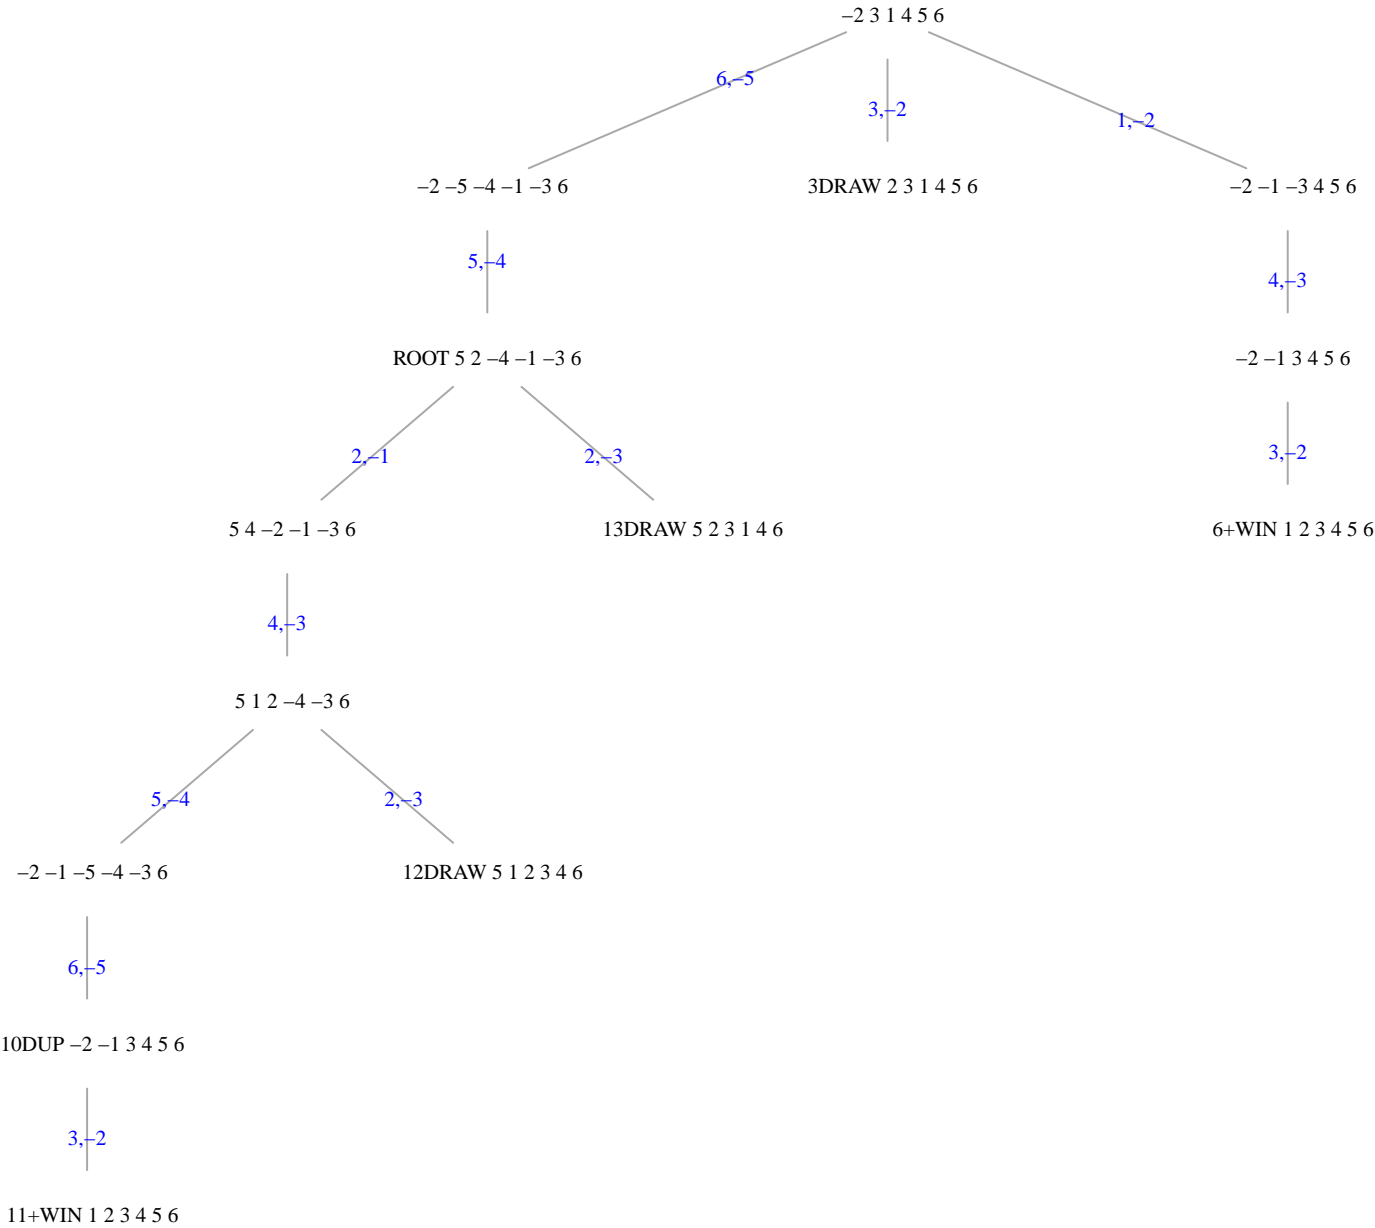 –2 3 1 4 5 6
6,–5
3,–2
1,–2
–2 –5 –4 –1 –3 6
3DRAW 2 3 1 4 5 6
–2 –1 –3 4 5 6
5,–4
4,–3
ROOT 5 2 –4 –1 –3 6
–2 –1 3 4 5 6
2,–1
2,–3
3,–2
5 4 –2 –1 –3 6
13DRAW 5 2 3 1 4 6
6+WIN 1 2 3 4 5 6
4,–3
5 1 2 –4 –3 6
5,–4
2,–3
–2 –1 –5 –4 –3 6
12DRAW 5 1 2 3 4 6
6,–5
10DUP –2 –1 3 4 5 6
3,–2
11+WIN 1 2 3 4 5 6